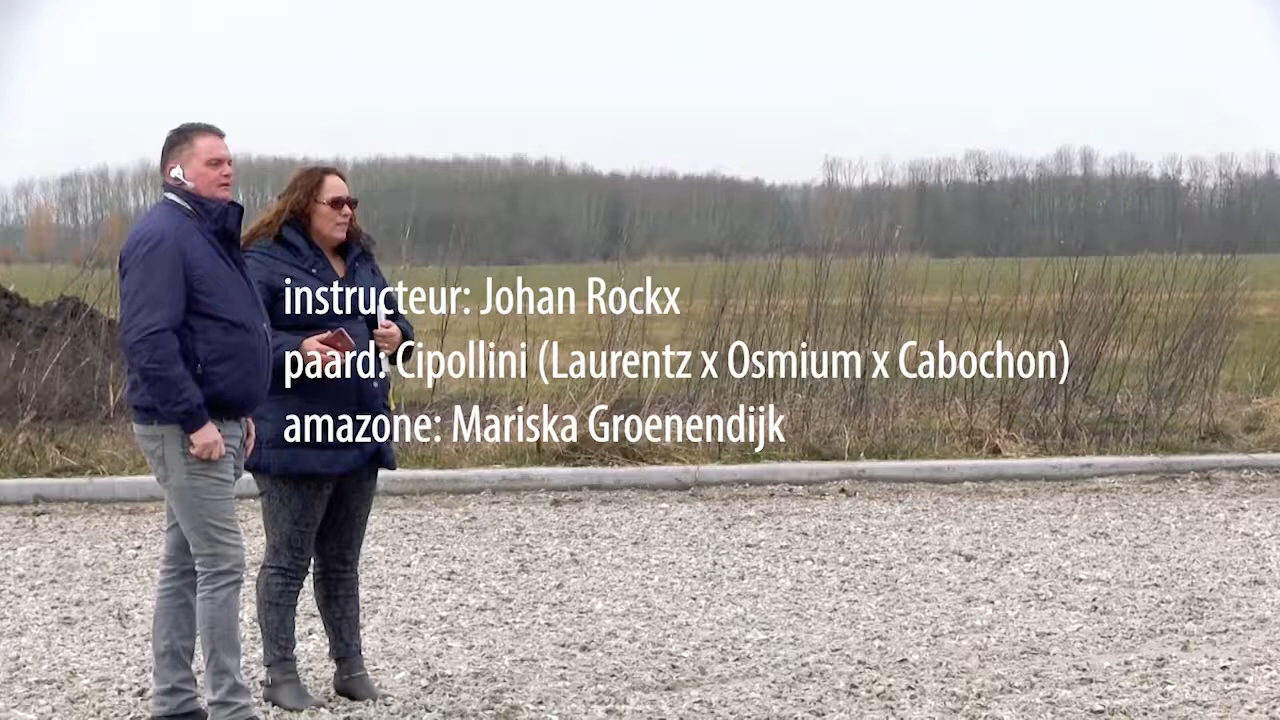 instructeur: Johan Rockx
paard: Cipollini (Laurentz x Osmium x Cabochon)
amazone: Mariska Groenendijk